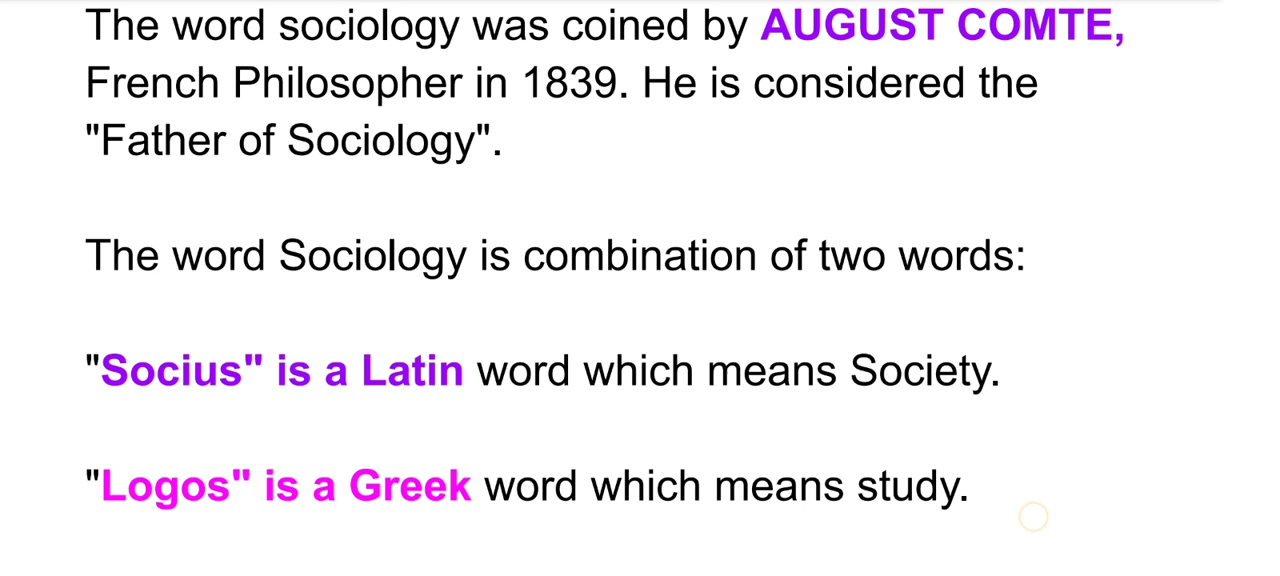 The word sociology was coined by AUGUST COMTE,
French Philosopher in 1839. He is considered the
"Father of Sociology".
The word Sociology is combination of two words:
"Socius" is a Latin word which means Society.
"Logos" is a Greek word which means study.